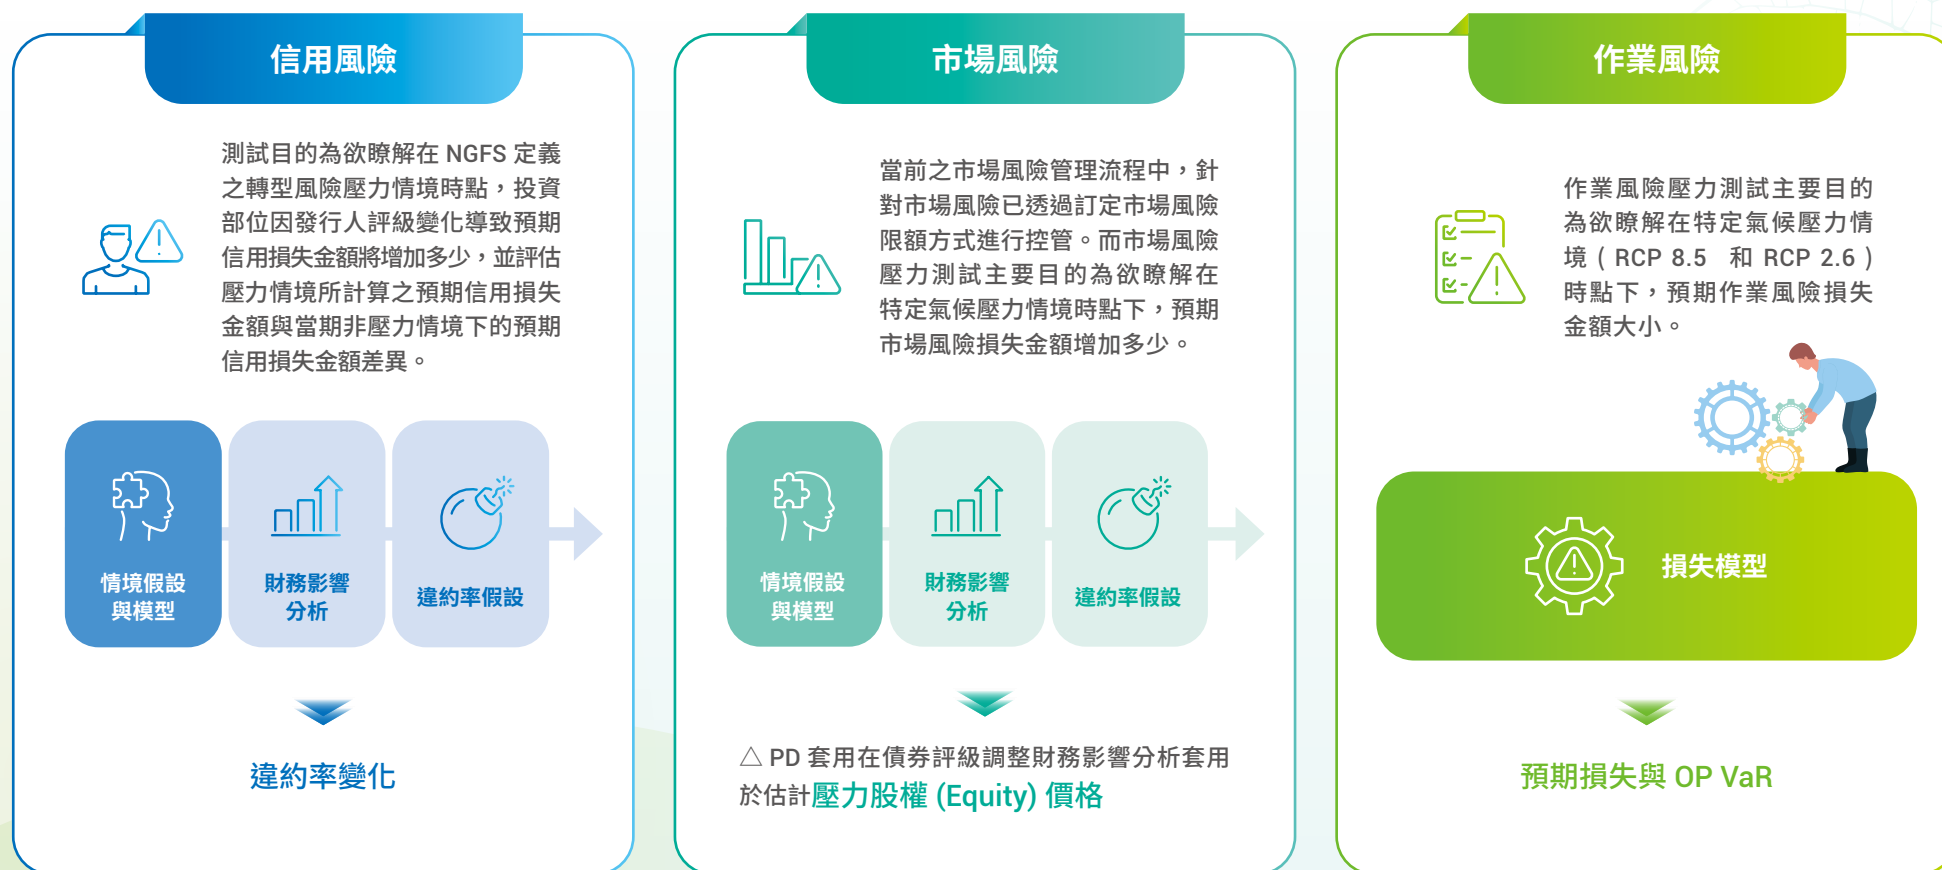 信用風險
測試目的為欲瞭解在 NGFS 定義
之轉型風險壓力情境時點，投資
部位因發行人評級變化導致預期
信用損失金額將增加多少，並評估
壓力情境所計算之預期信用損失
金額與當期非壓力情境下的預期
信用損失金額差異。
情境假設
與模型
財務影響
分析
違約率假設
違約率變化
市場風險
當前之市場風險管理流程中，針
對市場風險已透過訂定市場風險
限額方式進行控管。而市場風險
壓力測試主要目的為欲瞭解在
特定氣候壓力情境時點下，預期
市場風險損失金額增加多少。
情境假設
與模型
財務影響
分析
違約率假設
△ PD 套用在債券評級調整財務影響分析套用
於估計壓力股權 (Equity) 價格
作業風險
作業風險壓力測試主要目的
為欲瞭解在特定氣候壓力情
境 ( RCP 8.5 和 RCP 2.6 )
時點下，預期作業風險損失
金額大小。
損失模型
預期損失與 OP VaR